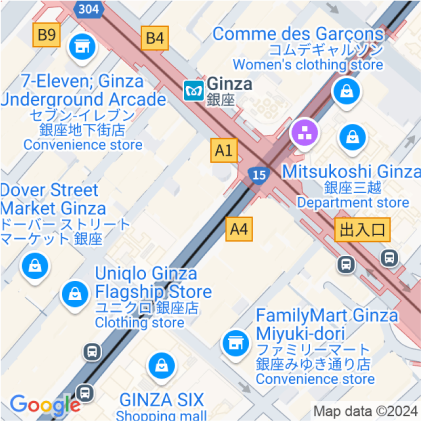 304
B9
B4
Comme des Garçons
コムデギャルソン
Women's clothing store
7-Eleven; Ginza
Underground Arcade
セブン-イレブン
銀座地下街店
Convenience store
Ginza
銀座
A1
15
Mitsukoshi Ginza
銀座三越
Department store
Dover Street
Market Ginza
ドーバー ストリート
マーケット 銀座
A4
出入口
Uniqlo Ginza
Flagship Store
ユニクロ 銀座店
Clothing store
FamilyMart Ginza
Miyuki-dori
ファミリーマート
銀座みゆき通り店
Convenience store
GINZA SIX
Shopping mall
Google
Map data ©2024